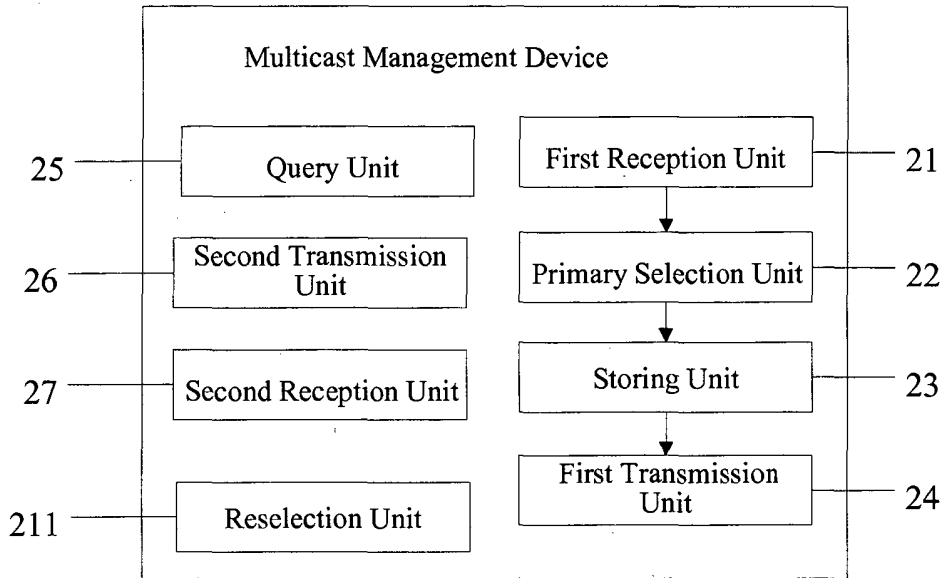 Multicast Management Device
25
Query Unit
First Reception Unit
21
26
Second Transmission
Unit
Primary Selection Unit
22
27
Second Reception Unit
Storing Unit
23
211
Reselection Unit
First Transmission
Unit
24